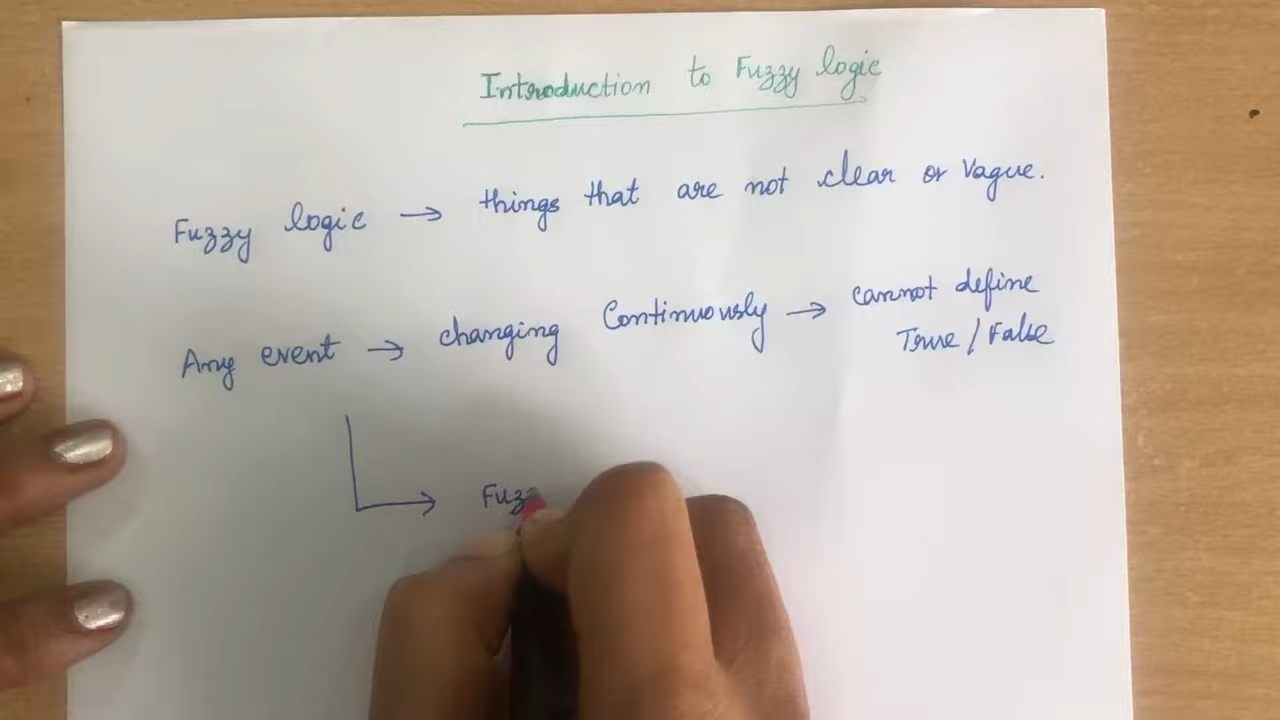 Introduction to Fuzzy logic
Fuzzy logic → things that are not clear or Vague.
Any event → changing Continuously → cannot define
True / False